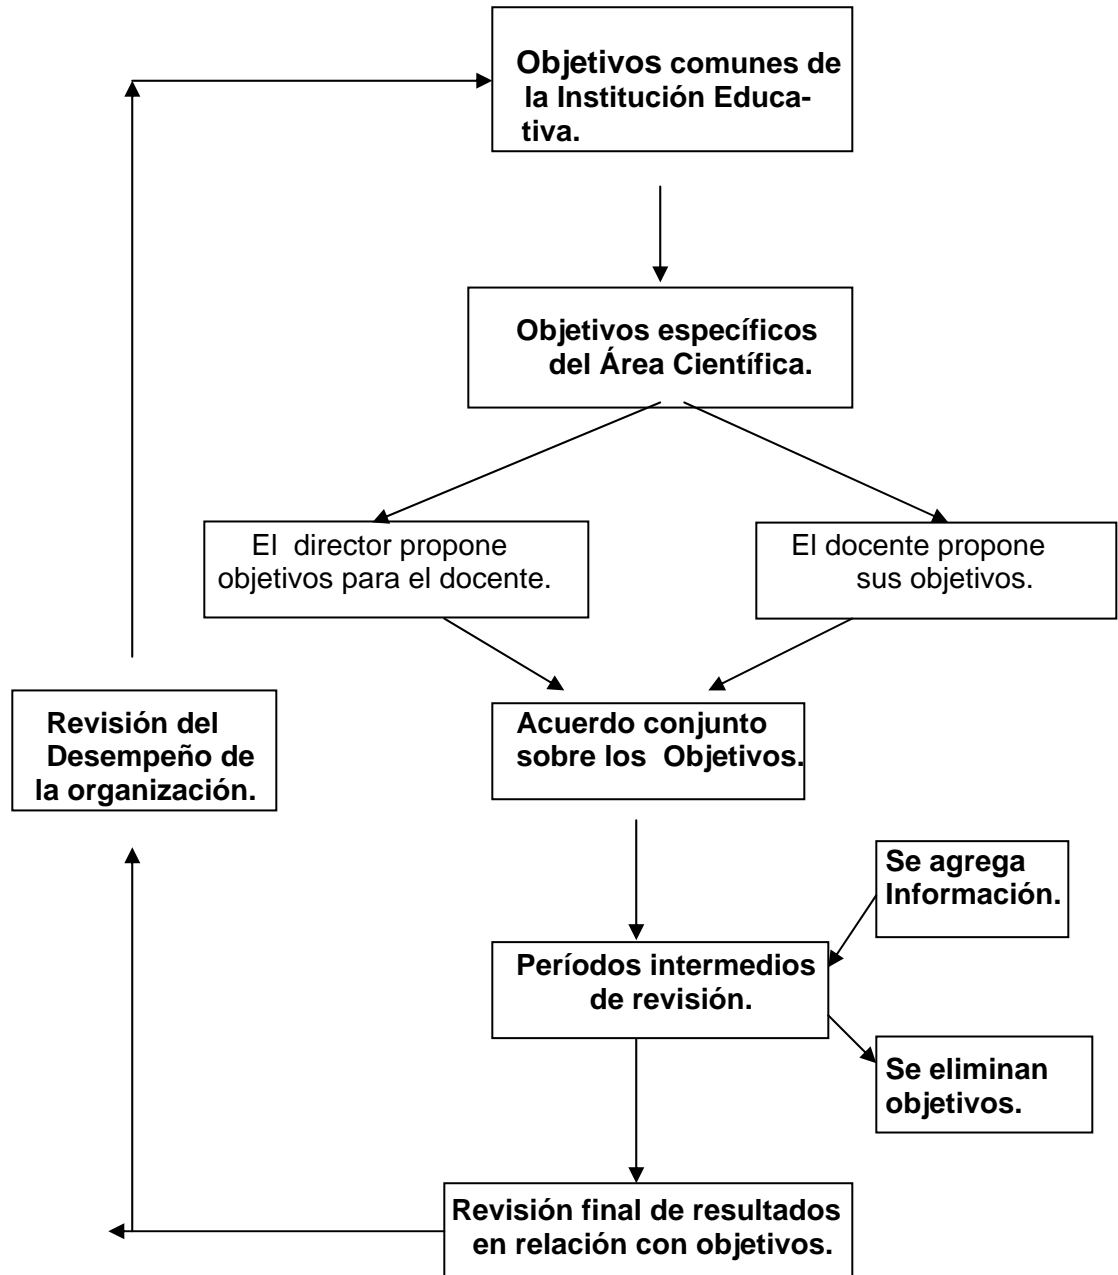 Objetivos comunes de
la Institución Educa-
tiva.
Objetivos específicos
del Área Científica.
El director propone
objetivos para el docente.
El docente propone
sus objetivos.
Revisión del
Desempeño de
la organización.
Acuerdo conjunto
sobre los Objetivos.
Se agrega
Información.
Períodos intermedios
de revisión.
Se eliminan
objetivos.
Revisión final de resultados
en relación con objetivos.